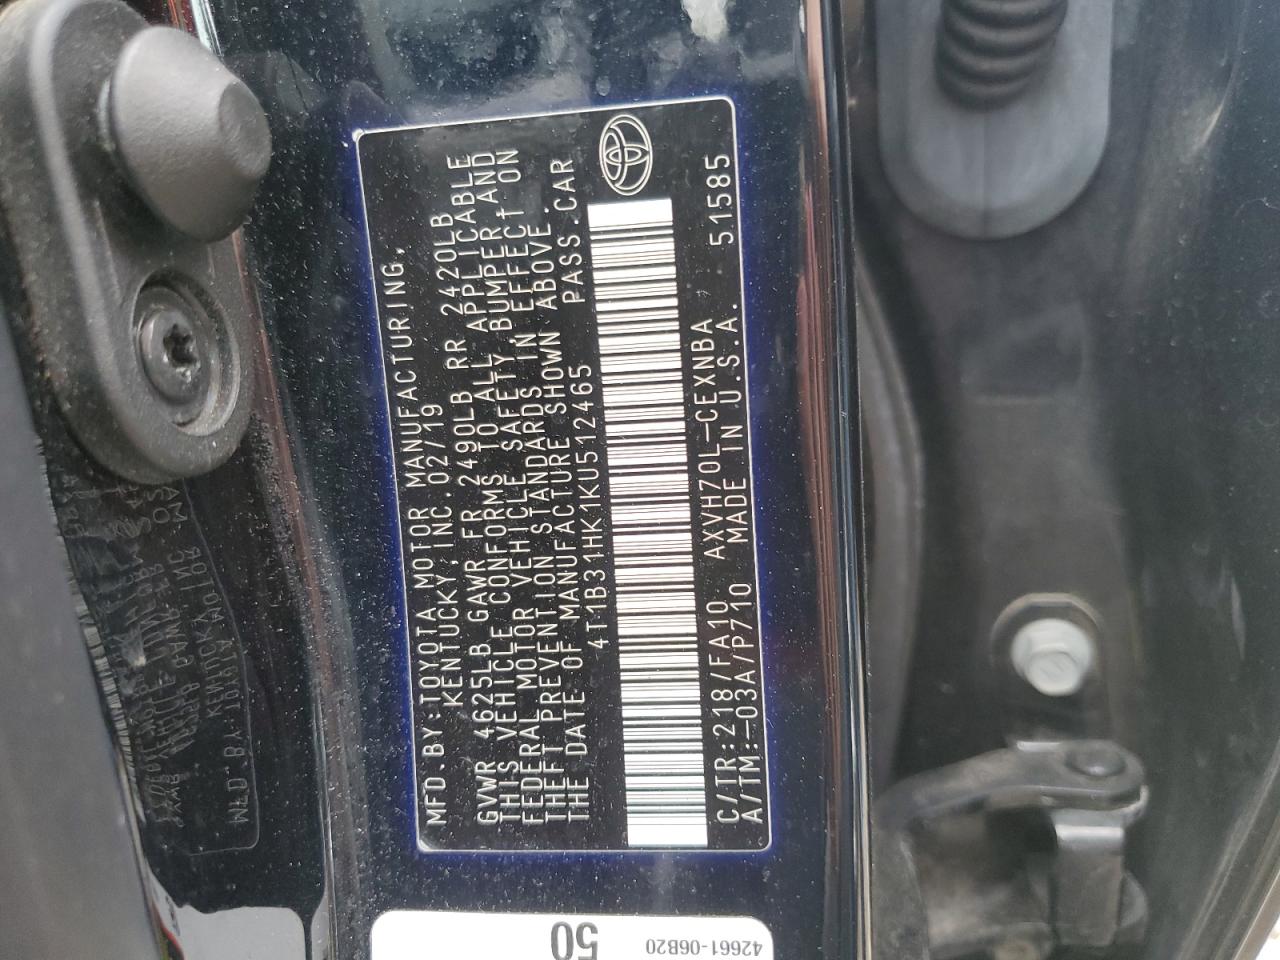 MFD.BY:TOYOTA MOTOR MANUFACTURING,
KENTUCKY,INC.02/19
GVWR 4625LB GAWR FR 2490LB RR 2420LB
THIS VEHICLE CONFORMS TO ALL APPLICABLE
FEDERAL MOTOR VEHICLE SAFETY,BUMPER,AND
THEFT PREVENTION STANDARDS IN EFFECT ON
THE DATE OF MANUFACTURE SHOWN ABOVE.
4T1B31HK1KU512465 PASS.CAR
C/TR:218/FA10 AXVH70L-CEXNBA 51585
A/TM:-03A/P710 MADE IN U.S.A.
50
42661-06B20